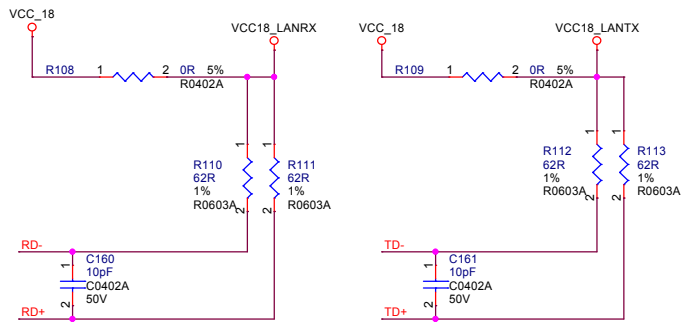 VCC_18
VCC18_LANRX
R108 1 2 0R 5%
R0402A
1 1
R110
62R
1%
R0603A
R111
62R
1%
R0603A
2 2
RD-
C160
10pF
C0402A
50V
1
2
RD+
VCC_18
VCC18_LANTX
R109 1 2 0R 5%
R0402A
1 1
R112
62R
1%
R0603A
R113
62R
1%
R0603A
2 2
TD-
C161
10pF
C0402A
50V
1
2
TD+